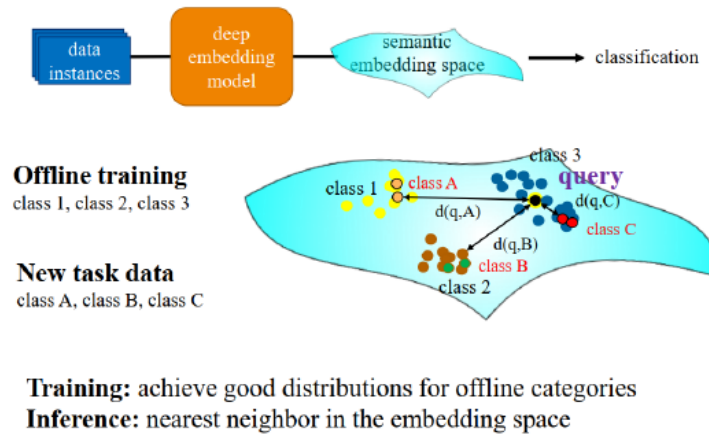 data
instances
deep
embedding
model
semantic
embedding space
classification
Offline training
class 1, class 2, class 3
New task data
class A, class B, class C
class 3
query
class 1
class A
d(q,A)
d(q,C)
class C
d(q,B)
class B
class 2
Training: achieve good distributions for offline categories
Inference: nearest neighbor in the embedding space